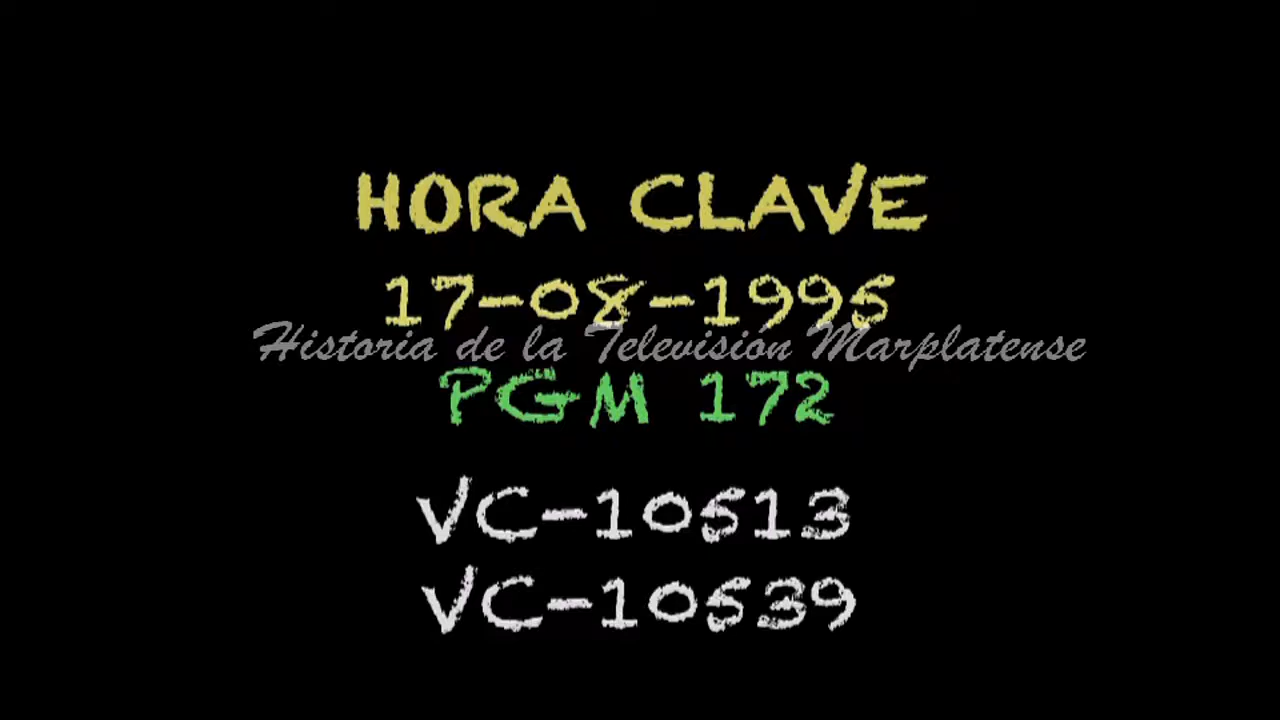 HORA CLAVE
17-08-1995
Historia de la Televisión Marplatense
PGM 172
VC-10513
VC-10539